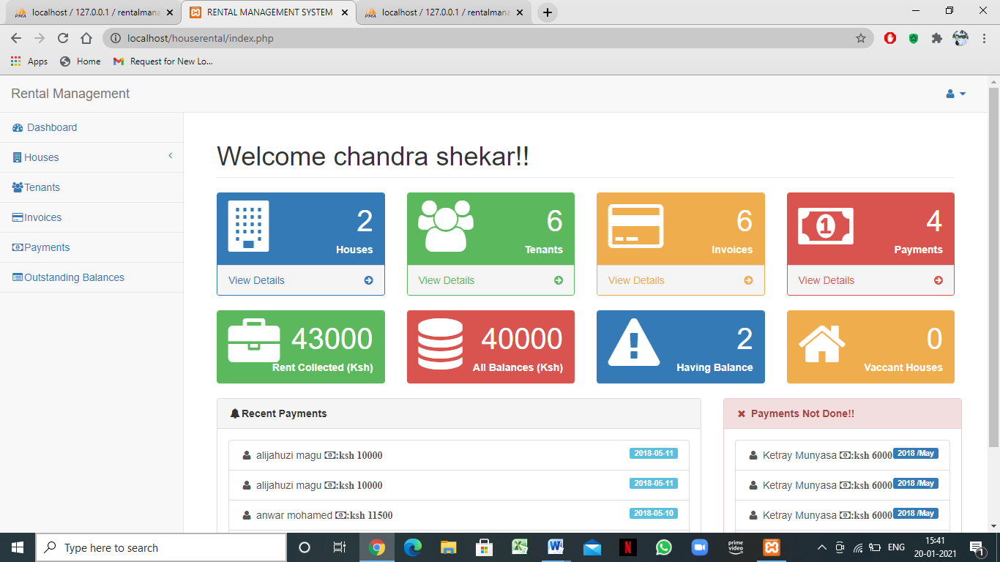 localhost / 127.0.0.1 / rentalmana
RENTAL MANAGEMENT SYSTEM
localhost / 127.0.0.1 / rentalmana
localhost/houserental/index.php
Apps
Home
Request for New Lo...
Rental Management
Dashboard
Houses
Tenants
Invoices
Payments
Outstanding Balances
Welcome chandra shekar!!
2
Houses
View Details
6
Tenants
View Details
6
Invoices
View Details
4
Payments
View Details
43000
Rent Collected (Ksh)
40000
All Balances (Ksh)
2
Having Balance
0
Vaccant Houses
Recent Payments
alijahuzi magu :ksh 10000 2018-05-11
alijahuzi magu :ksh 10000 2018-05-11
anwar mohamed :ksh 11500 2018-05-10
Payments Not Done!!
Ketray Munyasa :ksh 6000 2018 /May
Ketray Munyasa :ksh 6000 2018 /May
Ketray Munyasa :ksh 6000 2018 /May
Type here to search
prime
video
ENG
15:41
20-01-2021
1